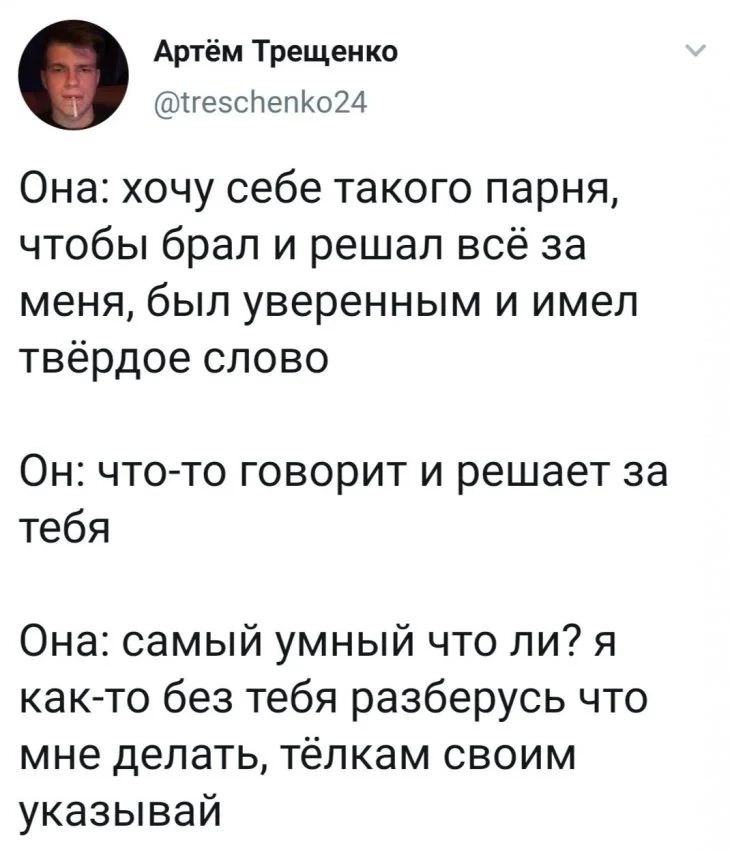 Артём Трещенко
@treschenko24
Она: хочу себе такого парня,
чтобы брал и решал всё за
меня, был уверенным и имел
твёрдое слово
Он: что-то говорит и решает за
тебя
Она: самый умный что ли? я
как-то без тебя разберусь что
мне делать, тёлкам своим
указывай